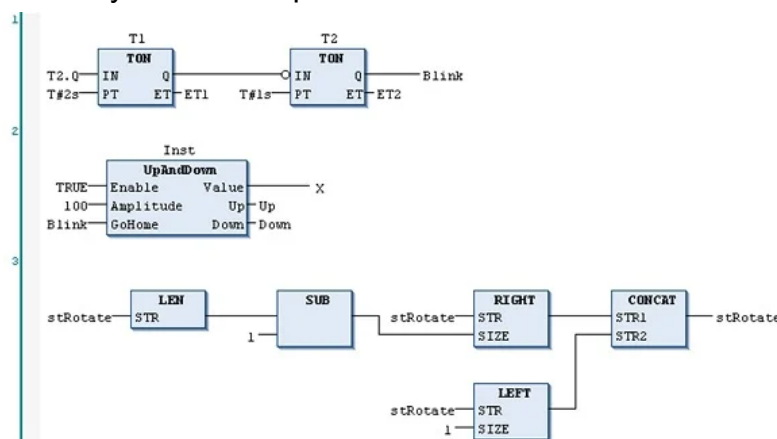 1
T1 T2
TON TON
T2.Q IN Q IN Q Blink
T#2s PT ET ET1 T#1s PT ET ET2
2
Inst
UpAndDown
TRUE Enable Value X
100 Amplitude Up Up
Blink GoHome Down Down
3
LEN SUB RIGHT CONCAT
stRotate STR stRotate STR STR1 stRotate
1 SIZE STR2
LEFT
stRotate STR
1 SIZE